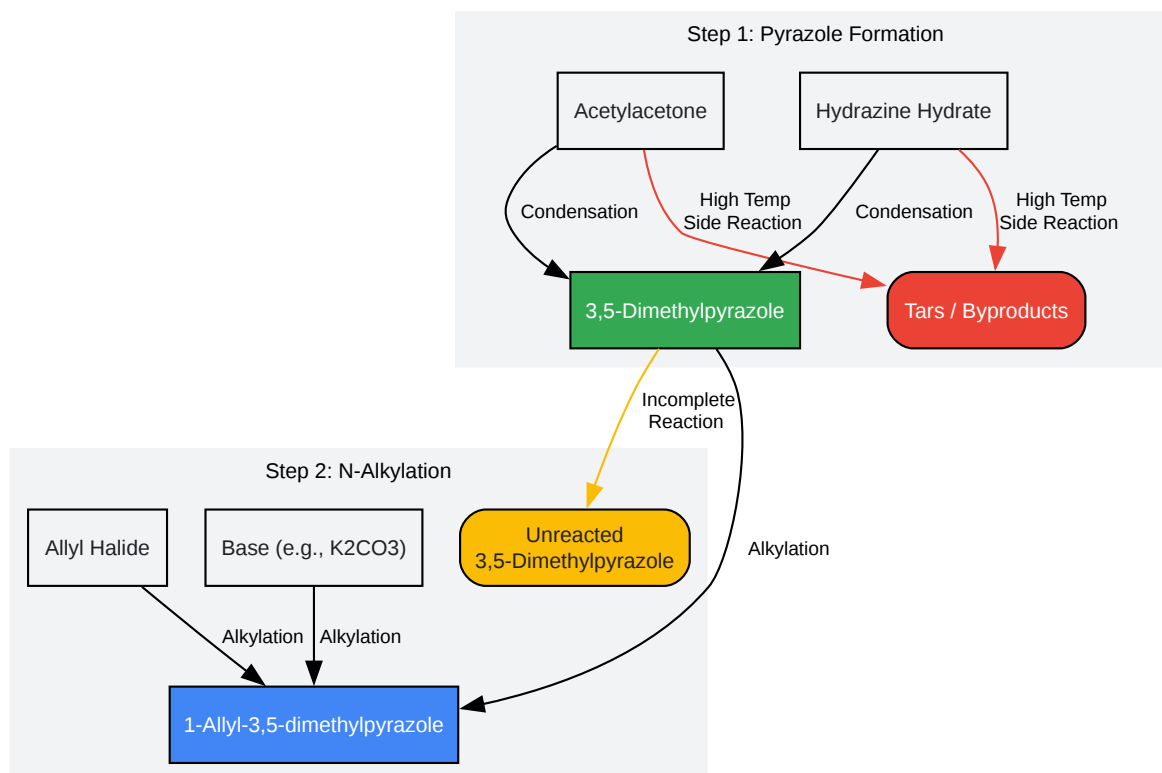 Step 1: Pyrazole Formation
Acetylacetone
Hydrazine Hydrate
Condensation
High Temp
Side Reaction
Condensation
High Temp
Side Reaction
3,5-Dimethylpyrazole
Tars / Byproducts
Incomplete
Reaction
Step 2: N-Alkylation
Allyl Halide
Base (e.g., K2CO3)
Unreacted
3,5-Dimethylpyrazole
Alkylation
Alkylation
Alkylation
1-Allyl-3,5-dimethylpyrazole